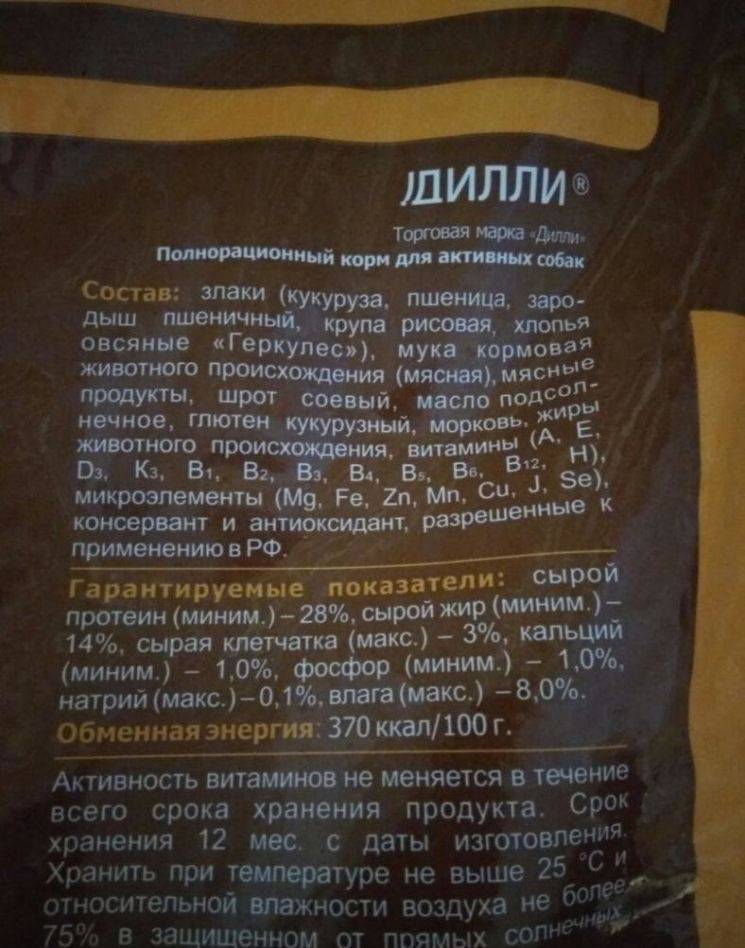 ДИЛЛИ®
Торговая марка «Дилли»
Полнорационный корм для активных собак
Состав: злаки (кукуруза, пшеница, заро-
дыш пшеничный, крупа рисовая, хлопья
овсяные «Геркулес»), мука кормовая
животного происхождения (мясная), мясные
продукты, шрот соевый, масло подсол-
нечное, глютен кукурузный, морковь, жиры
животного происхождения, витамины (A, E,
D3, K3, B1, B2, B3, B4, B5, B6, B12, H),
микроэлементы (Mg, Fe, Zn, Mn, Cu, J, Se),
консервант и антиоксидант, разрешенные к
применению в РФ.
Гарантируемые показатели: сырой
протеин (миним.) – 28%, сырой жир (миним.) –
14%, сырая клетчатка (макс.) – 3%, кальций
(миним.) – 1,0%, фосфор (миним.) – 1,0%,
натрий (макс.) – 0,1%, влага (макс.) – 8,0%.
Обменная энергия: 370 ккал/100 г.
Активность витаминов не меняется в течение
всего срока хранения продукта. Срок
хранения 12 мес. с даты изготовления.
Хранить при температуре не выше 25 °C и
относительной влажности воздуха не более
75% в защищенном от прямых солнечных